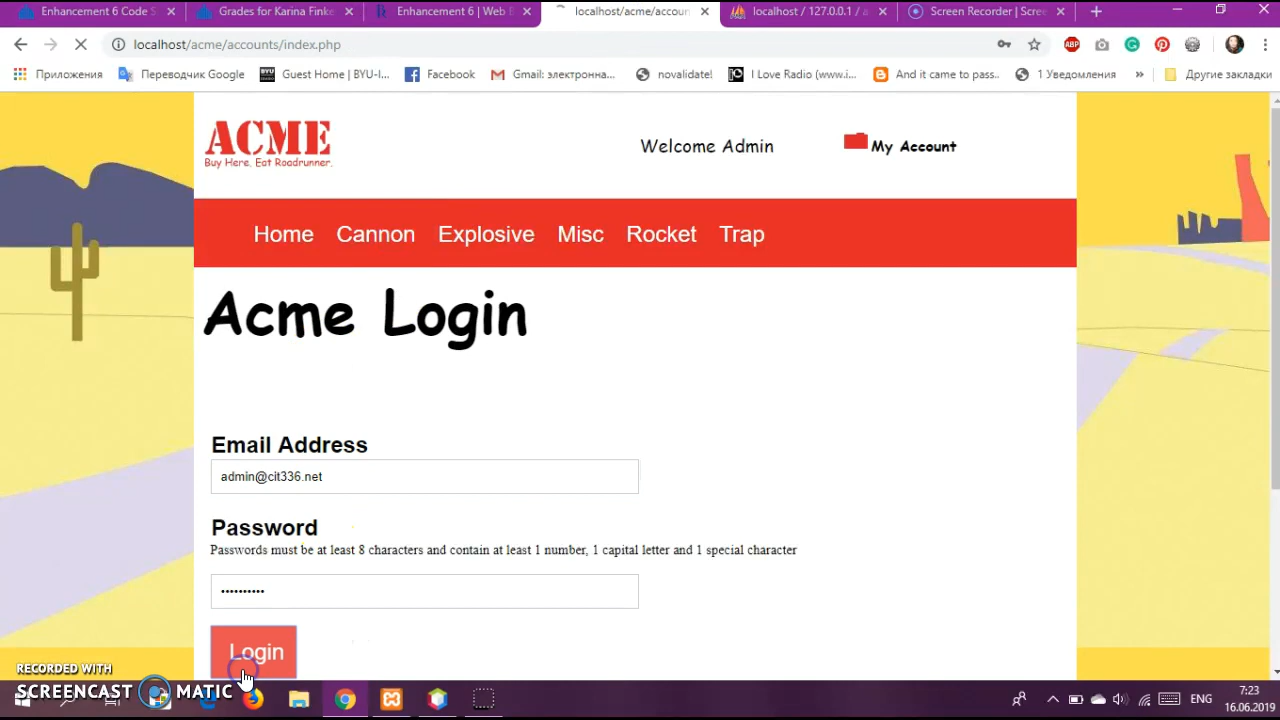 Enhancement 6 Code S
Grades for Karina Finke
Enhancement 6 | Web B
localhost/acme/accoun
localhost / 127.0.0.1 / a
Screen Recorder | Scree
localhost/acme/accounts/index.php
ABP
Приложения
Переводчик Google
BYU
Guest Home | BYU-I...
Facebook
Gmail: электронна...
novalidate!
I Love Radio (www.i...
And it came to pass..
1 Уведомления
»
Другие закладки
ACME
Buy Here. Eat Roadrunner.
Welcome Admin
My Account
Home Cannon Explosive Misc Rocket Trap
Acme Login
Email Address
admin@cit336.net
Password
Passwords must be at least 8 characters and contain at least 1 number, 1 capital letter and 1 special character
••••••••••
Login
RECORDED WITH
SCREENCAST MATIC
ENG
7:23
16.06.2019